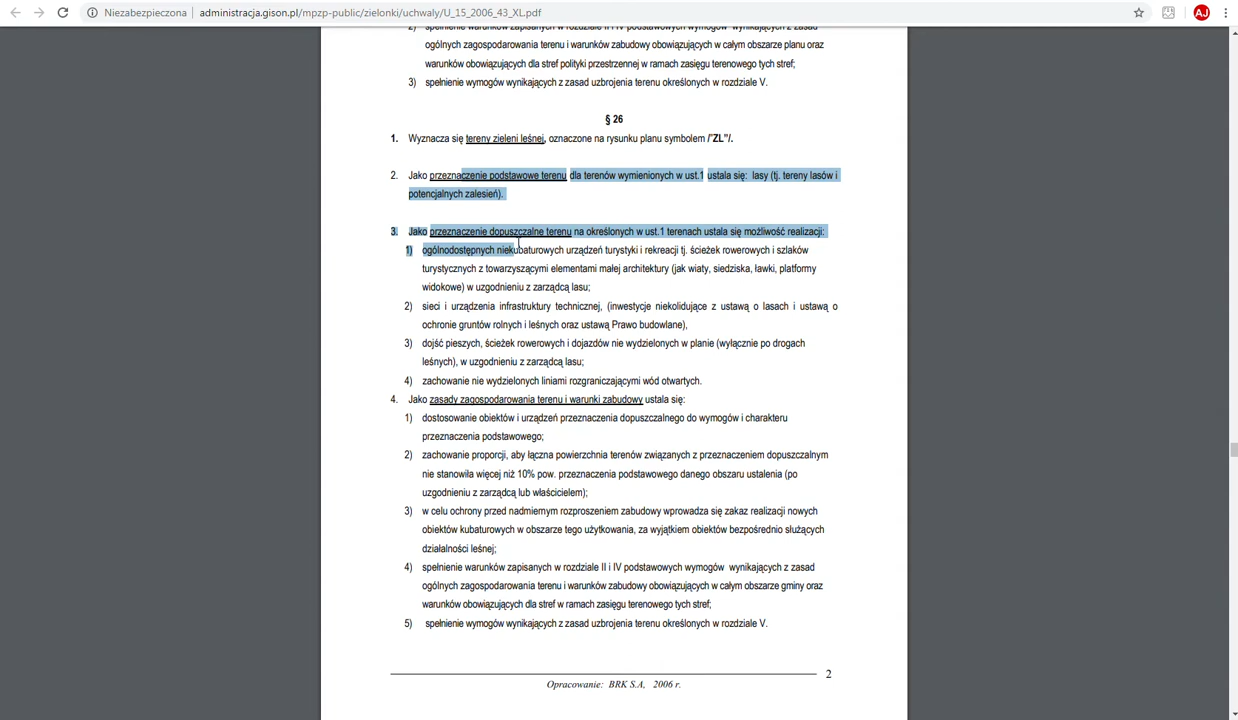 Niezabezpieczona | administracja.gison.pl/mpzp-public/zielonki/uchwaly/U_15_2006_43_XL.pdf
AJ
ogólnych zagospodarowania terenu i warunków zabudowy obowiązujących w całym obszarze planu oraz
warunków obowiązujących dla stref polityki przestrzennej w ramach zasięgu terenowego tych stref;
3) spełnienie wymogów wynikających z zasad uzbrojenia terenu określonych w rozdziale V.
§ 26
1. Wyznacza się tereny zieleni leśnej, oznaczone na rysunku planu symbolem /"ZL"/.
2. Jako przeznaczenie podstawowe terenu dla terenów wymienionych w ust.1 ustala się: lasy (tj. tereny lasów i
potencjalnych zalesień).
3. Jako przeznaczenie dopuszczalne terenu na określonych w ust.1 terenach ustala się możliwość realizacji:
1) ogólnodostępnych niekubaturowych urządzeń turystyki i rekreacji tj. ścieżek rowerowych i szlaków
turystycznych z towarzyszącymi elementami małej architektury (jak wiaty, siedziska, ławki, platformy
widokowe) w uzgodnieniu z zarządcą lasu;
2) sieci i urządzenia infrastruktury technicznej, (inwestycje niekolidujące z ustawą o lasach i ustawą o
ochronie gruntów rolnych i leśnych oraz ustawą Prawo budowlane),
3) dojść pieszych, ścieżek rowerowych i dojazdów nie wydzielonych w planie (wyłącznie po drogach
leśnych), w uzgodnieniu z zarządcą lasu;
4) zachowanie nie wydzielonych liniami rozgraniczającymi wód otwartych.
4. Jako zasady zagospodarowania terenu i warunki zabudowy ustala się:
1) dostosowanie obiektów i urządzeń przeznaczenia dopuszczalnego do wymogów i charakteru
przeznaczenia podstawowego;
2) zachowanie proporcji, aby łączna powierzchnia terenów związanych z przeznaczeniem dopuszczalnym
nie stanowiła więcej niż 10% pow. przeznaczenia podstawowego danego obszaru ustalenia (po
uzgodnieniu z zarządcą lub właścicielem);
3) w celu ochrony przed nadmiernym rozproszeniem zabudowy wprowadza się zakaz realizacji nowych
obiektów kubaturowych w obszarze tego użytkowania, za wyjątkiem obiektów bezpośrednio służących
działalności leśnej;
4) spełnienie warunków zapisanych w rozdziale II i IV podstawowych wymogów wynikających z zasad
ogólnych zagospodarowania terenu i warunków zabudowy obowiązujących w całym obszarze gminy oraz
warunków obowiązujących dla stref w ramach zasięgu terenowego tych stref;
5) spełnienie wymogów wynikających z zasad uzbrojenia terenu określonych w rozdziale V.
2
Opracowanie: BRK S.A, 2006 r.